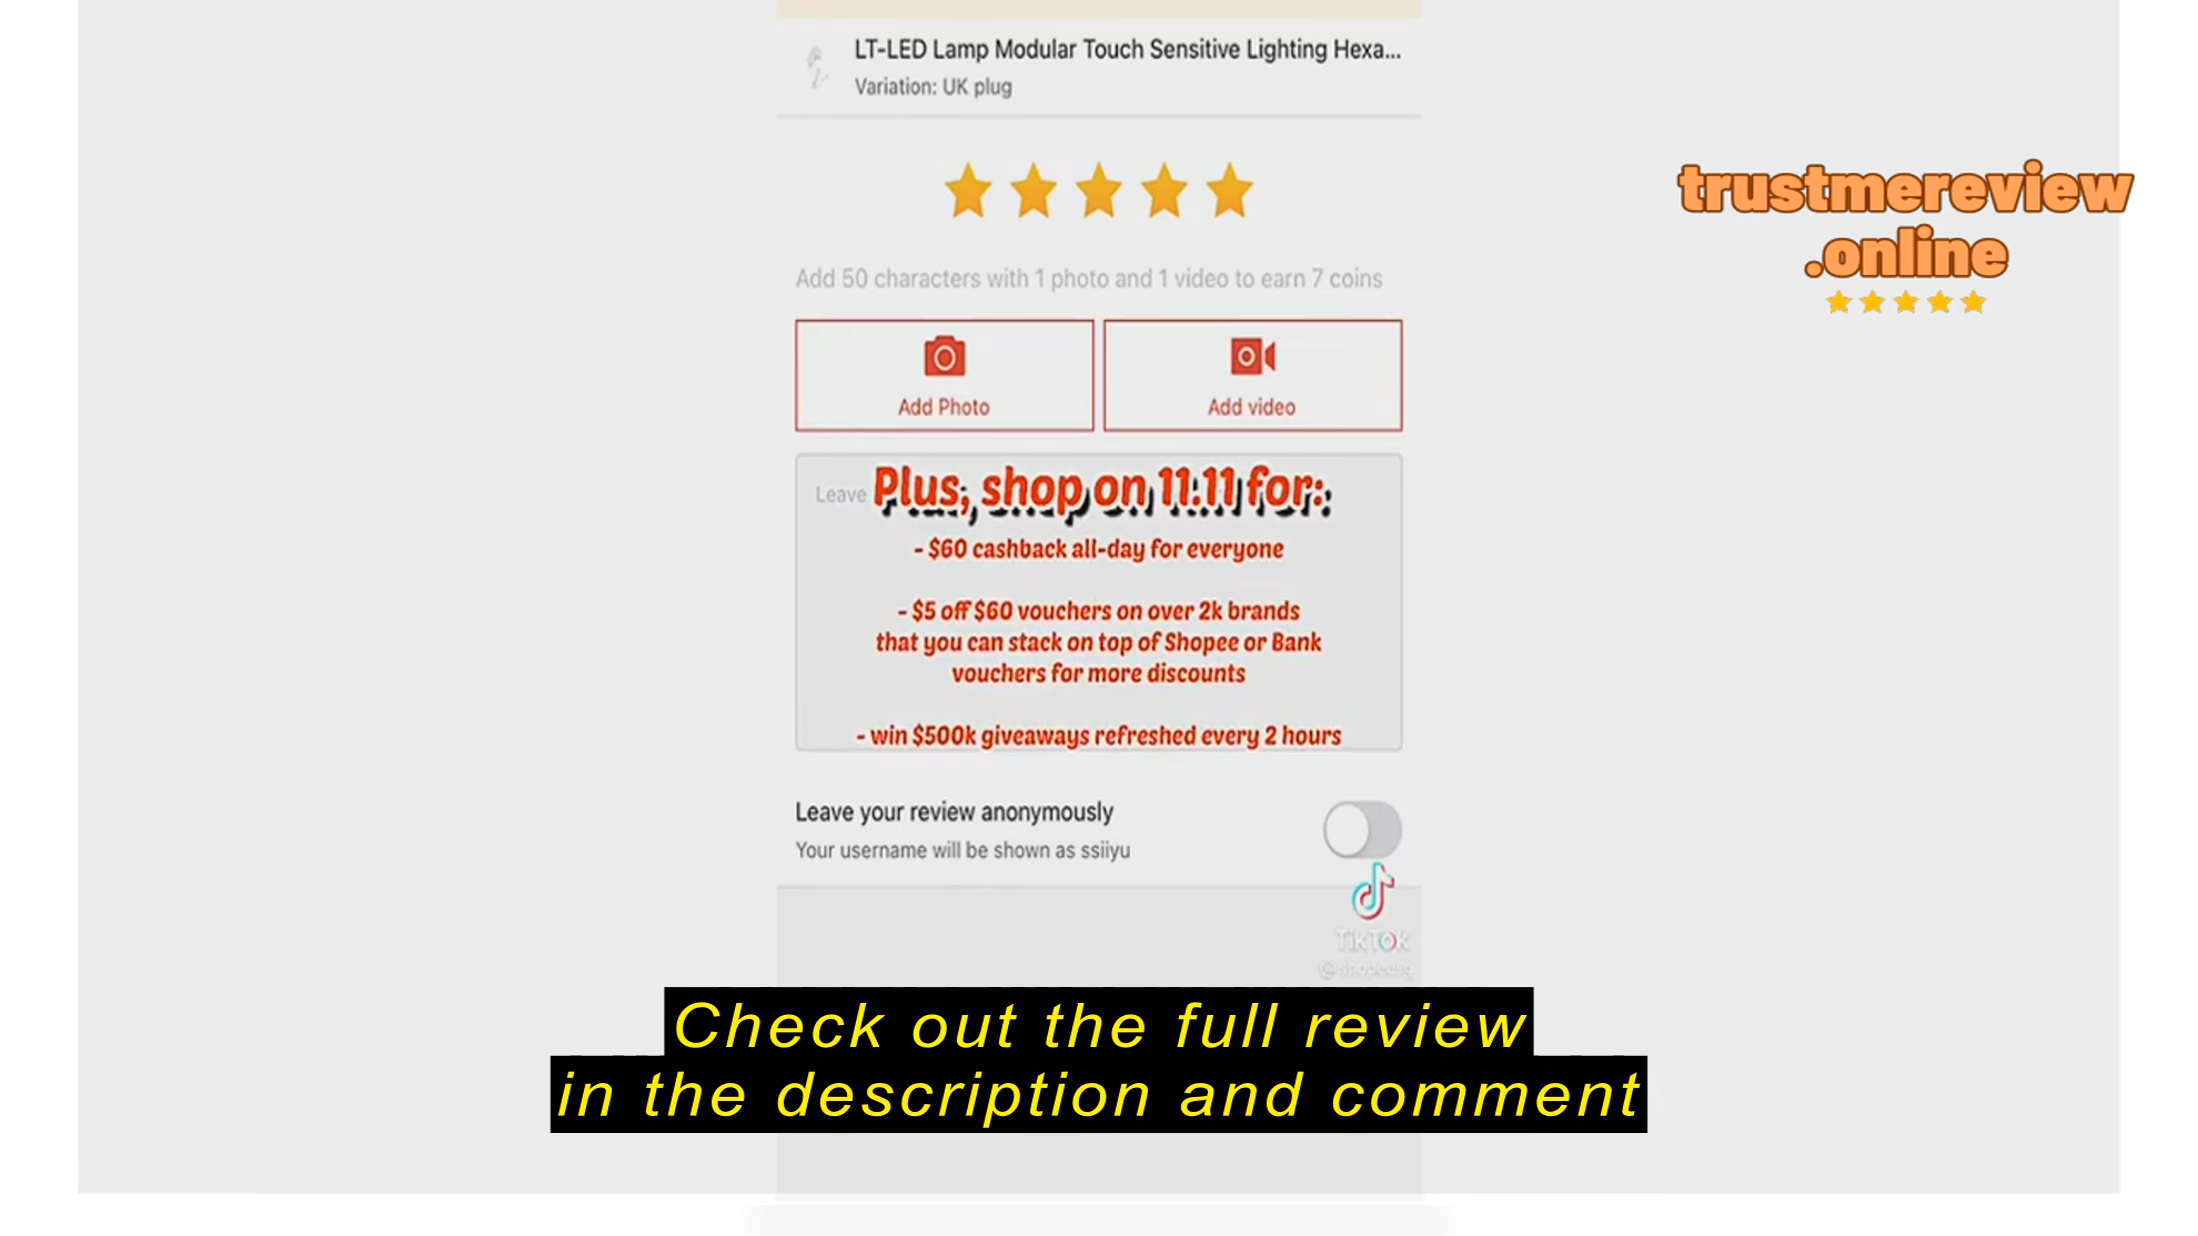 LT-LED Lamp Modular Touch Sensitive Lighting Hexa...
Variation: UK plug
trustmereview
.online
Add 50 characters with 1 photo and 1 video to earn 7 coins
Add Photo
Add video
Leave
Plus, shop on 11.11 for:
- $60 cashback all-day for everyone
- $5 off $60 vouchers on over 2k brands
that you can stack on top of Shopee or Bank
vouchers for more discounts
- win $500k giveaways refreshed every 2 hours
Leave your review anonymously
Your username will be shown as ssiiyu
TikTok
@shopeesg
Check out the full review
in the description and comment